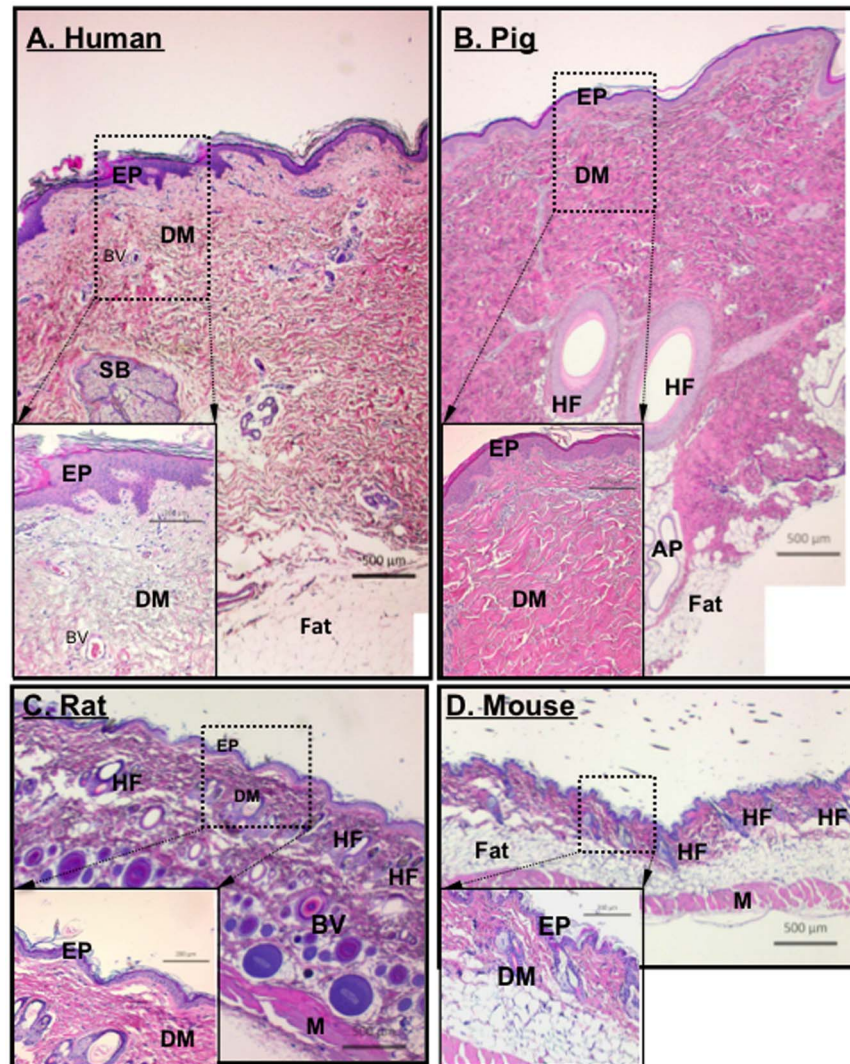 A. Human
EP
DM
BV
SB
EP
DM
BV
500 µm
Fat
B. Pig
EP
DM
HF
HF
EP
DM
AP
Fat
500 µm
C. Rat
EP
HF
DM
HF
HF
BV
EP
DM
M
500 µm
D. Mouse
HF
HF
HF
Fat
M
EP
DM
500 µm